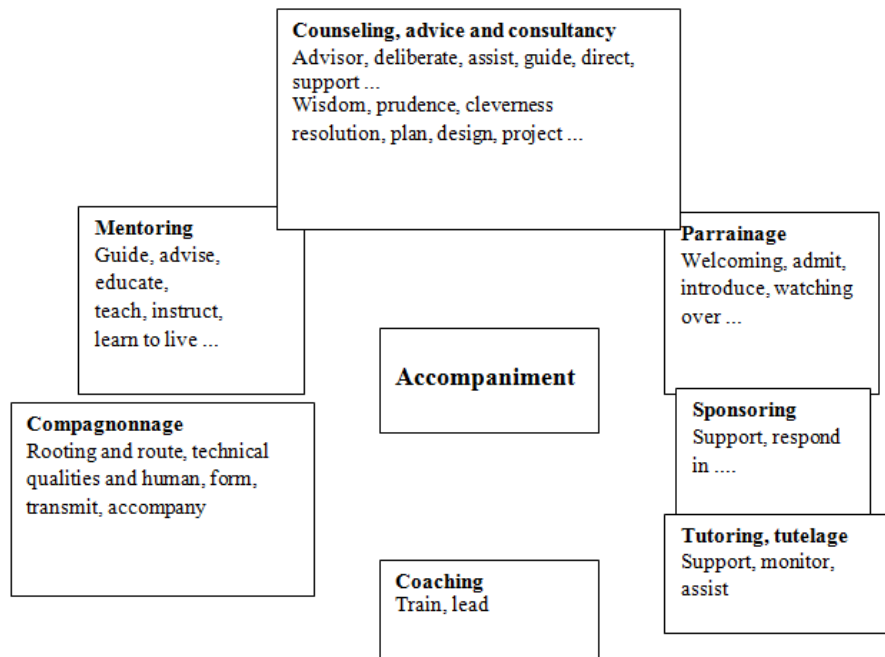 Counseling, advice and consultancy
Advisor, deliberate, assist, guide, direct,
support ...
Wisdom, prudence, cleverness
resolution, plan, design, project ...
Mentoring
Guide, advise,
educate,
teach, instruct,
learn to live ...
Parrainage
Welcoming, admit,
introduce, watching
over ...
Accompaniment
Compagnonnage
Rooting and route, technical
qualities and human, form,
transmit, accompany
Sponsoring
Support, respond
in ....
Tutoring, tutelage
Support, monitor,
assist
Coaching
Train, lead